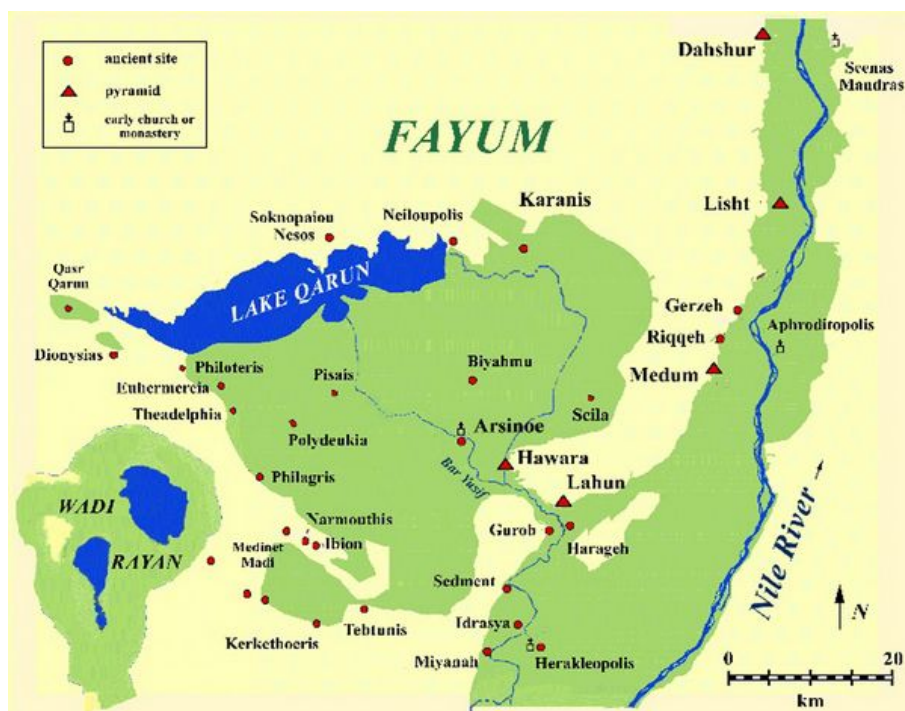 ancient site
pyramid
early church or
monastery
FAYUM
Dahshur
Scenas
Mandras
Lisht
Karanis
Neiloupolis
Soknopaiou
Nesos
LAKE QARUN
Qasr
Qarun
Dionysias
Gerzeh
Riqqeh
Aphroditopolis
Medum
Philoteris
Euhermercia
Theadelphia
Pisais
Biyahmu
Scila
Polydeukia
Arsinoe
Bar Yusif
Hawara
Lahun
Philagris
Narmouthis
Ibion
Medinet
Madi
Gurob
Harageh
WADI
RAYAN
Nile River
Sedment
Idrasya
Kerkethoeris
Tebtunis
Miyanah
Herakleopolis
N
0 20
km